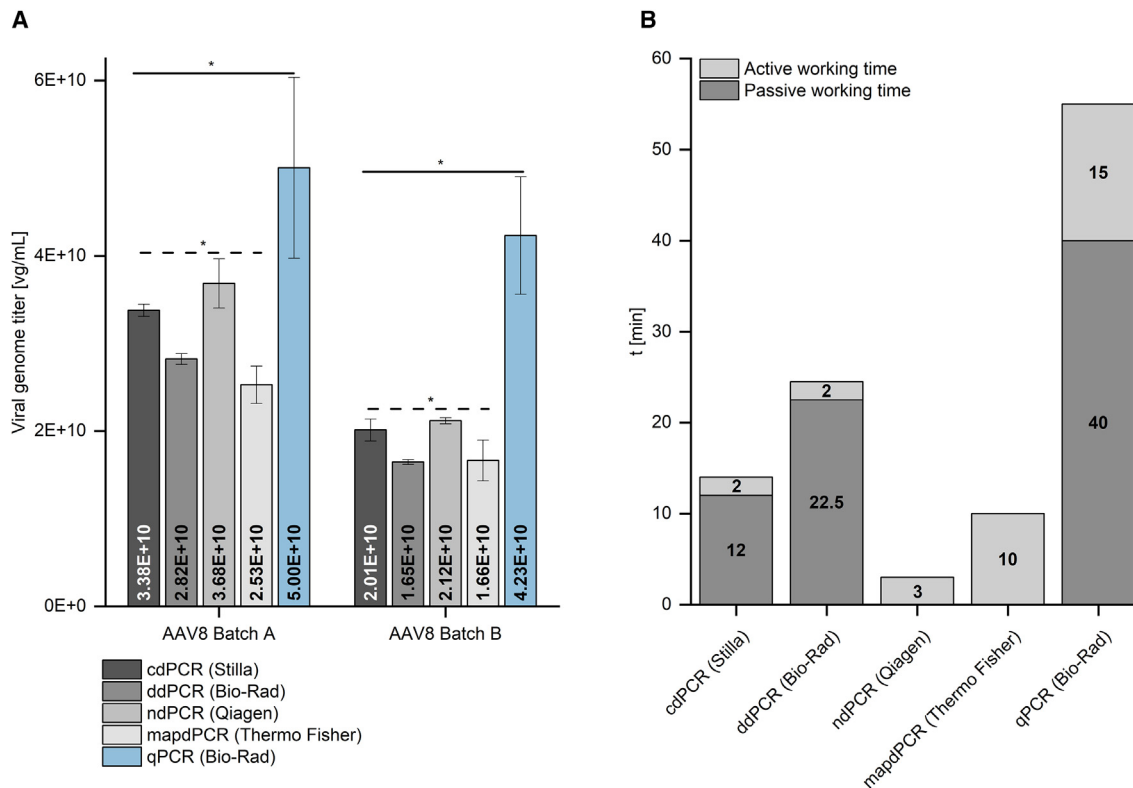 A
Viral genome titer [vg/mL]
6E+10
4E+10
2E+10
0E+0
*
*
*
*
3.38E+10
2.82E+10
3.68E+10
2.53E+10
5.00E+10
2.01E+10
1.65E+10
2.12E+10
1.66E+10
4.23E+10
AAV8 Batch A
AAV8 Batch B
cdPCR (Stilla)
ddPCR (Bio-Rad)
ndPCR (Qiagen)
mapdPCR (Thermo Fisher)
qPCR (Bio-Rad)
B
t [min]
60
50
40
30
20
10
0
Active working time
Passive working time
2
12
2
22.5
3
10
15
40
cdPCR (Stilla)
ddPCR (Bio-Rad)
ndPCR (Qiagen)
mapdPCR (Thermo Fisher)
qPCR (Bio-Rad)